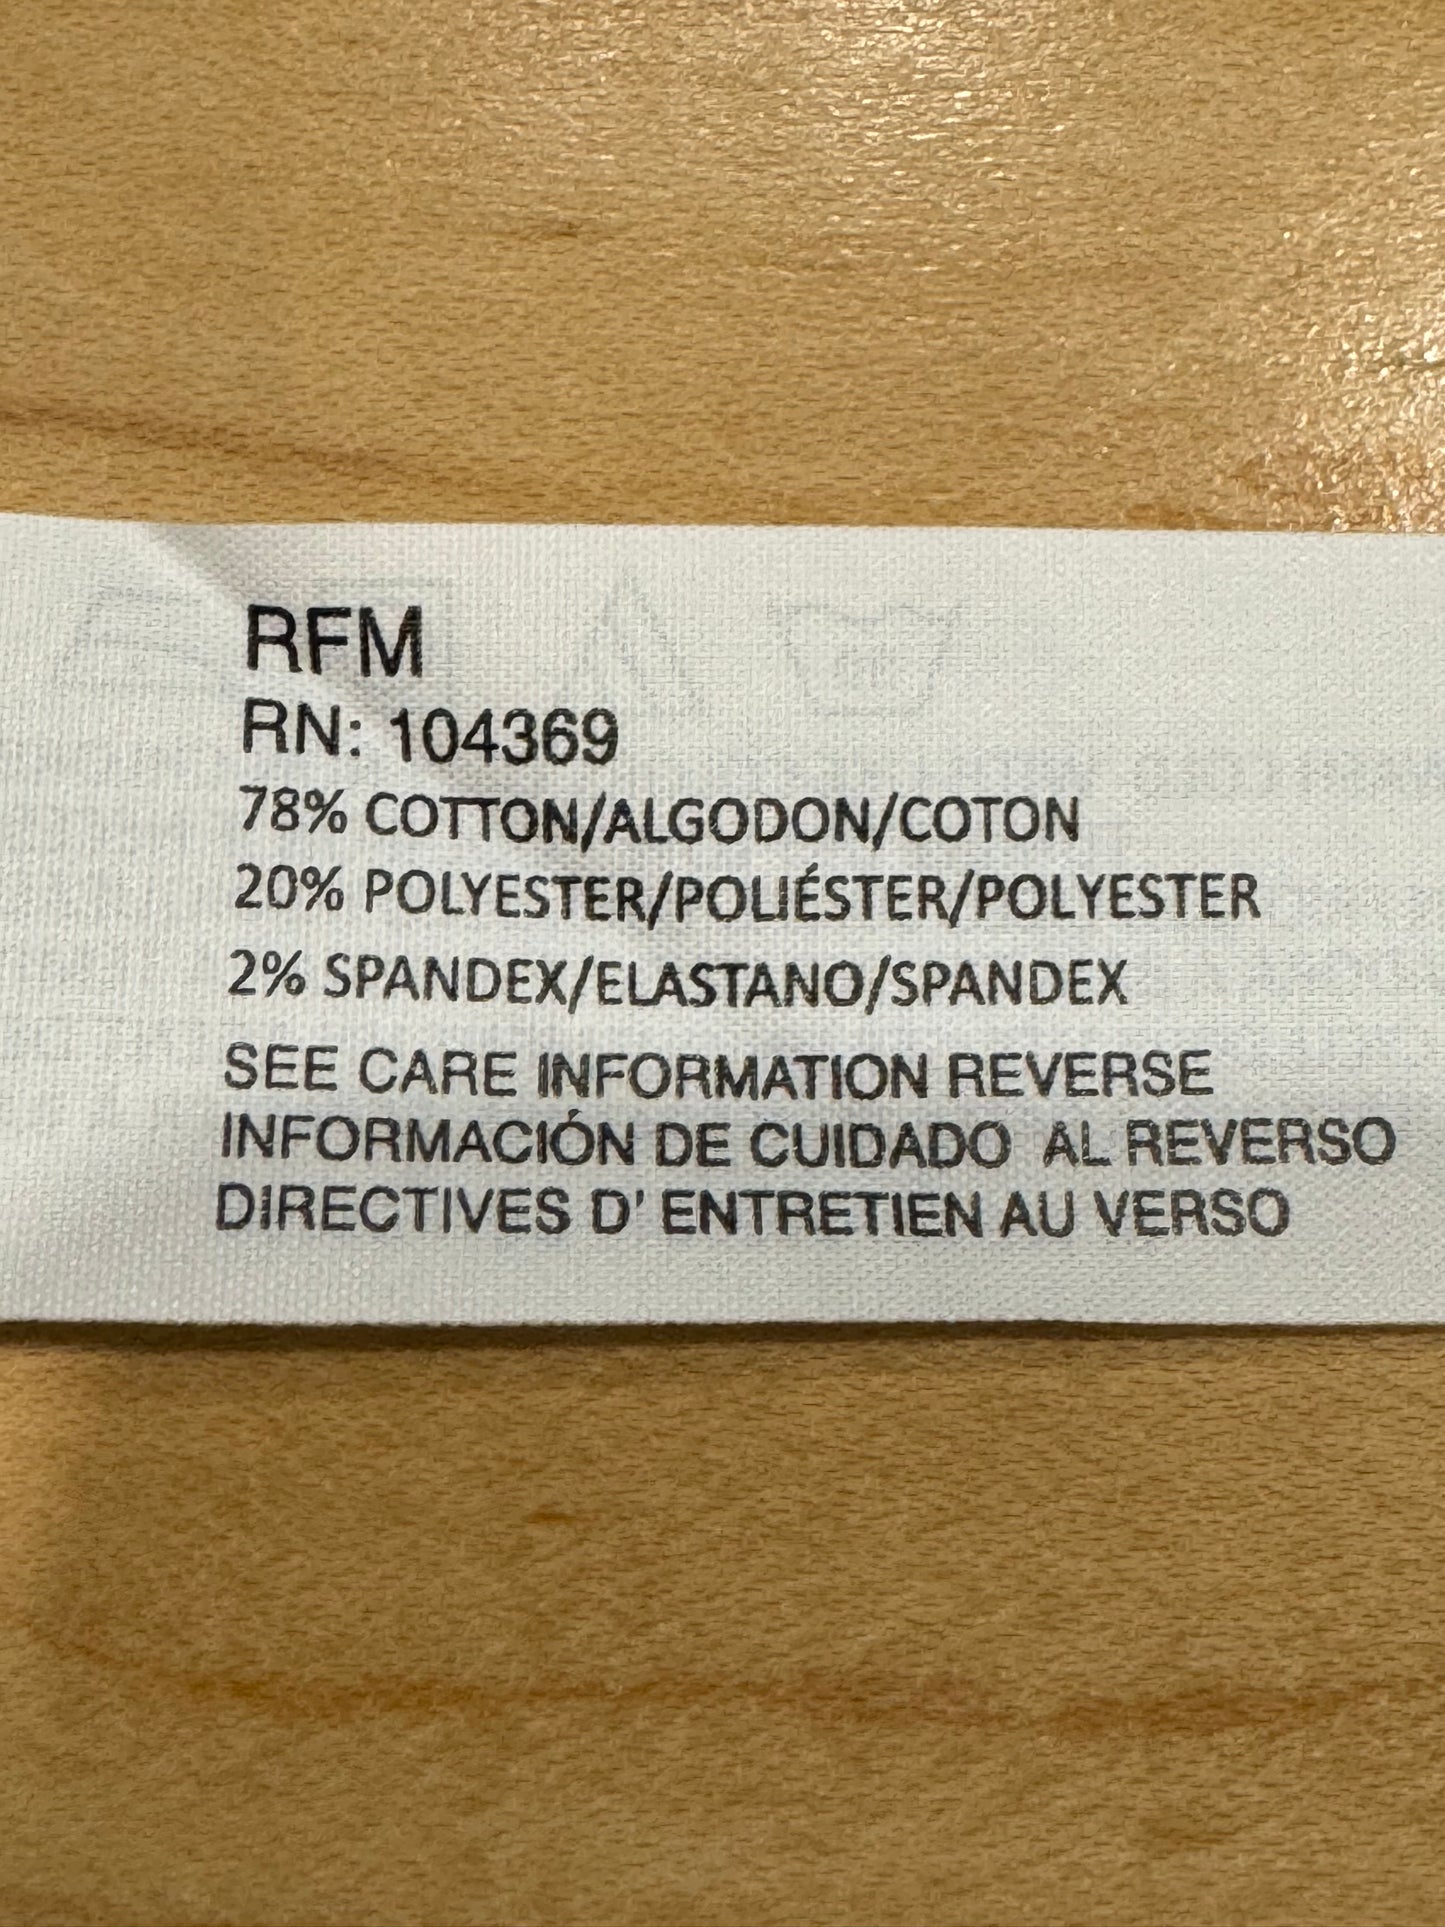 RFM
RN: 104369
78% COTTON/ALGODON/COTON
20% POLYESTER/POLIÉSTER/POLYESTER
2% SPANDEX/ELASTANO/SPANDEX
SEE CARE INFORMATION REVERSE
INFORMACIÓN DE CUIDADO AL REVERSO
DIRECTIVES D' ENTRETIEN AU VERSO